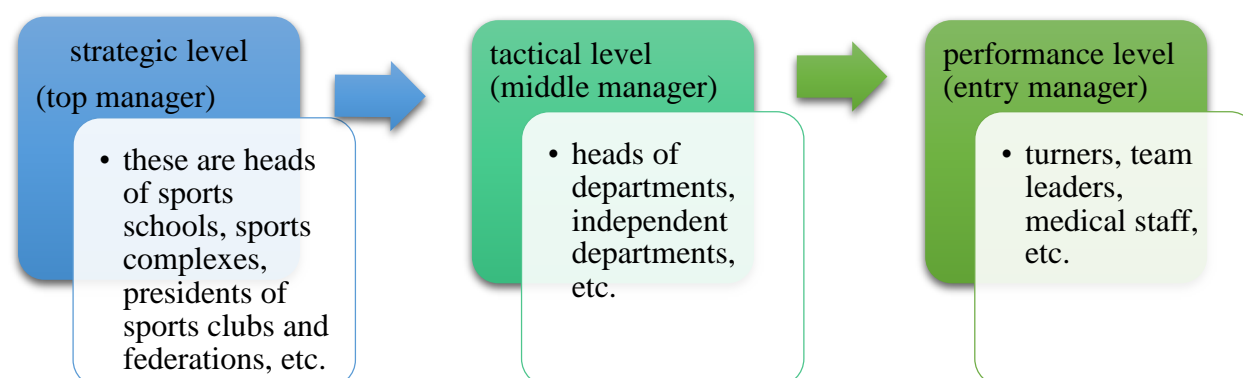 strategic level
(top manager)
• these are heads
of sports
schools, sports
complexes,
presidents of
sports clubs and
federations, etc.
tactical level
(middle manager)
• heads of
departments,
independent
departments,
etc.
performance level
(entry manager)
• turners, team
leaders,
medical staff,
etc.